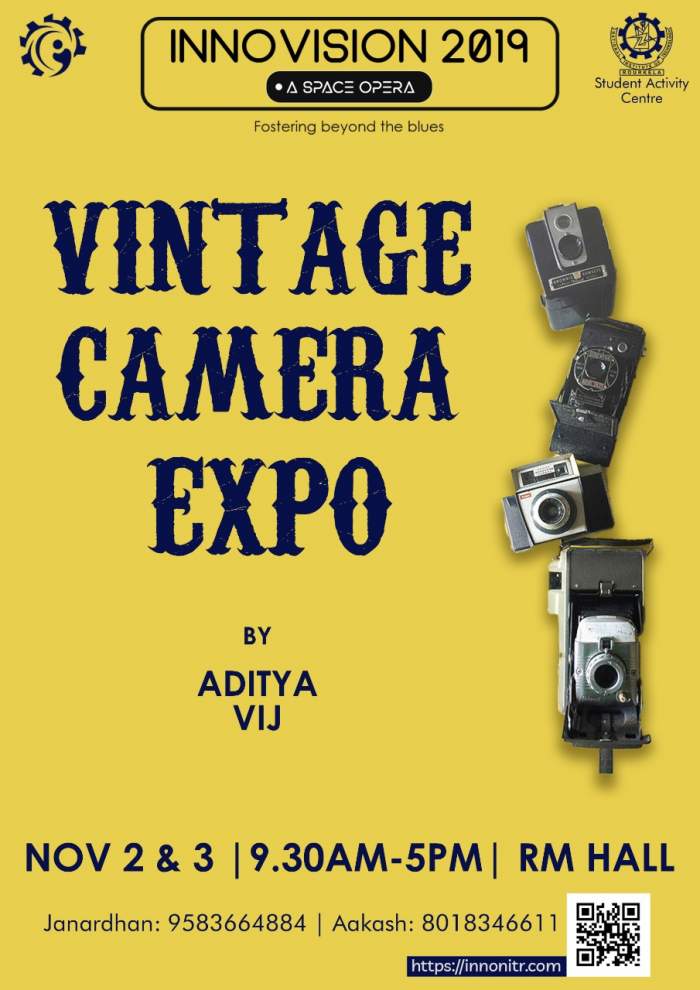 INNOVISION 2019
A SPACE OPERA
Fostering beyond the blues
ROURKELA
Student Activity
Centre
VINTAGE
CAMERA
EXPO
BY
ADITYA
VIJ
NOV 2 & 3 |9.30AM-5PM| RM HALL
Janardhan: 9583664884 | Aakash: 8018346611
https://innonitr.com